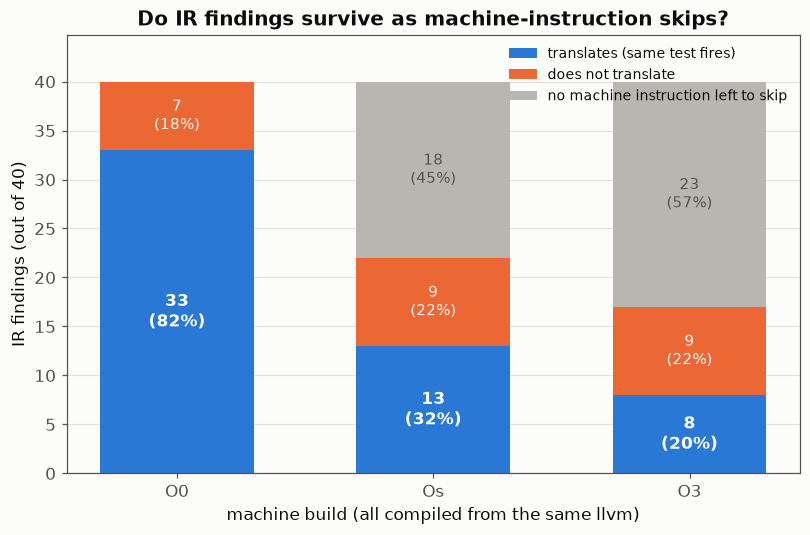 Do IR findings survive as machine-instruction skips?
translates (same test fires)
does not translate
no machine instruction left to skip
IR findings (out of 40)
40
35
30
25
20
15
10
5
0
7
(18%)
33
(82%)
18
(45%)
9
(22%)
13
(32%)
23
(57%)
9
(22%)
8
(20%)
O0
Os
O3
machine build (all compiled from the same llvm)